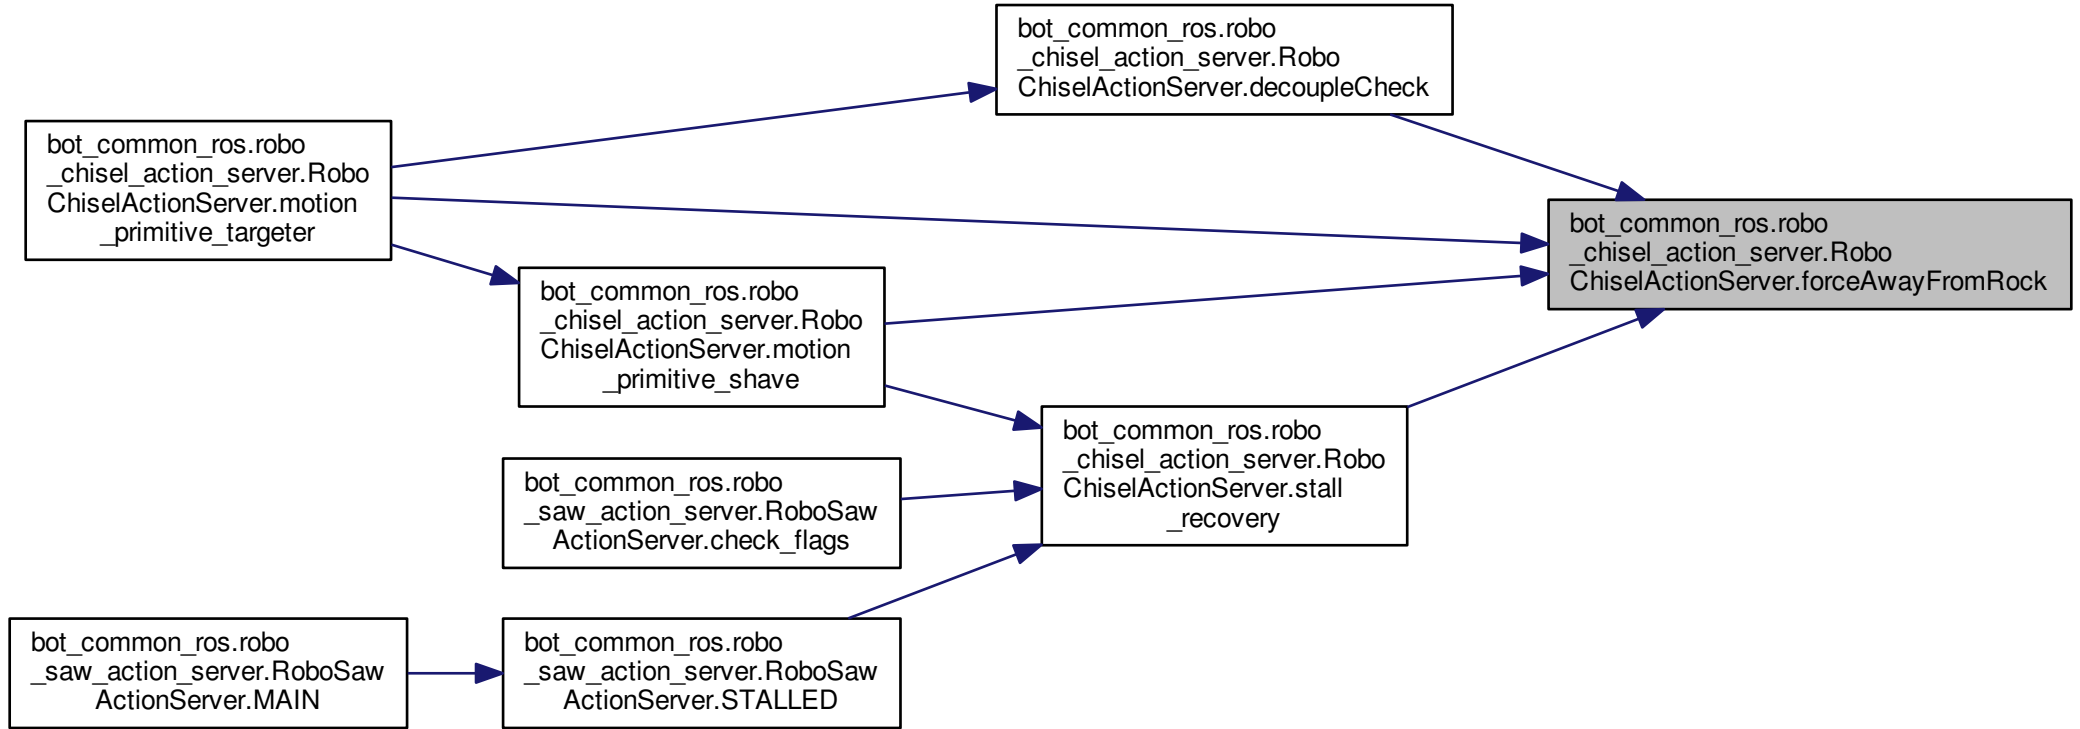 bot_common_ros.robo
_chisel_action_server.Robo
ChiselActionServer.decoupleCheck
bot_common_ros.robo
_chisel_action_server.Robo
ChiselActionServer.motion
_primitive_targeter
bot_common_ros.robo
_chisel_action_server.Robo
ChiselActionServer.forceAwayFromRock
bot_common_ros.robo
_chisel_action_server.Robo
ChiselActionServer.motion
_primitive_shave
bot_common_ros.robo
_chisel_action_server.Robo
ChiselActionServer.stall
_recovery
bot_common_ros.robo
_saw_action_server.RoboSaw
ActionServer.check_flags
bot_common_ros.robo
_saw_action_server.RoboSaw
ActionServer.MAIN
bot_common_ros.robo
_saw_action_server.RoboSaw
ActionServer.STALLED